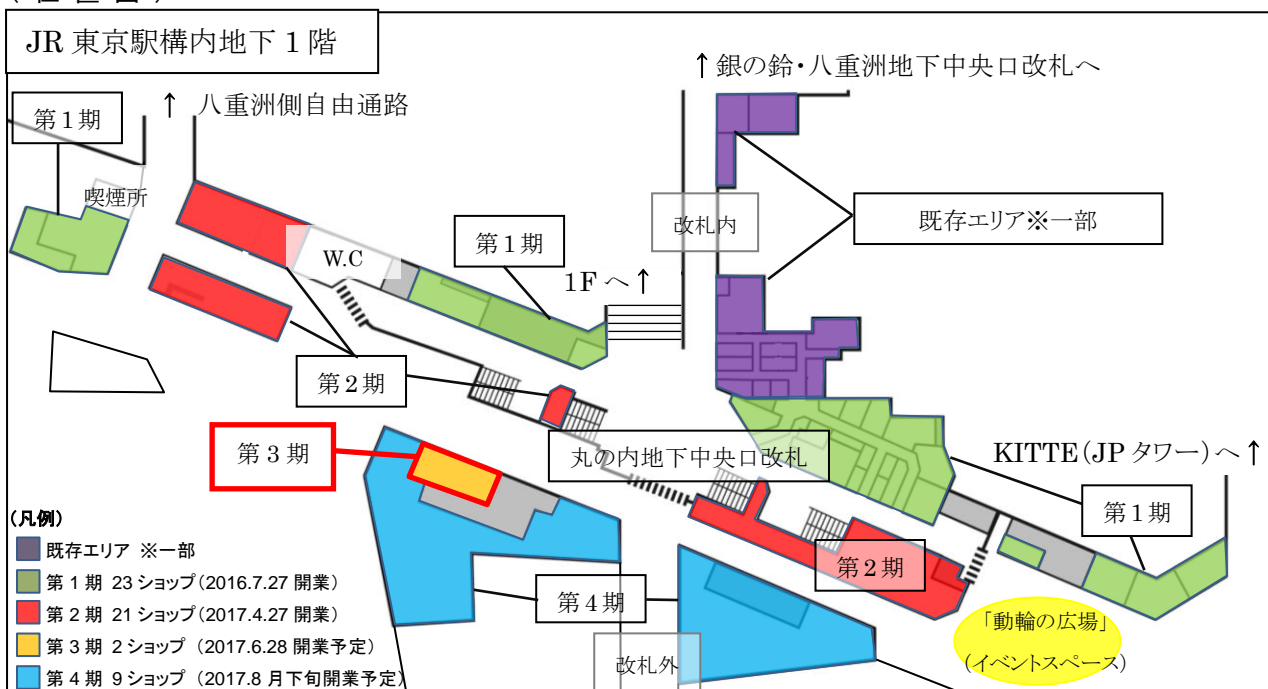 JR 東京駅構内地下 1 階
↑ 銀の鈴・八重洲地下中央口改札へ
↑ 八重洲側自由通路
第1期
喫煙所
改札内
既存エリア※一部
第1期
W.C
1F へ ↑
第2期
第3期
丸の内地下中央口改札
KITTE(JPタワー)へ ↑
第1期
第2期
第4期
「動輪の広場」
(イベントスペース)
改札外
(凡例)
既存エリア ※一部
第1期 23ショップ(2016.7.27 開業)
第2期 21ショップ(2017.4.27 開業)
第3期 2ショップ (2017.6.28 開業予定)
第4期 9ショップ (2017.8 月下旬開業予定)